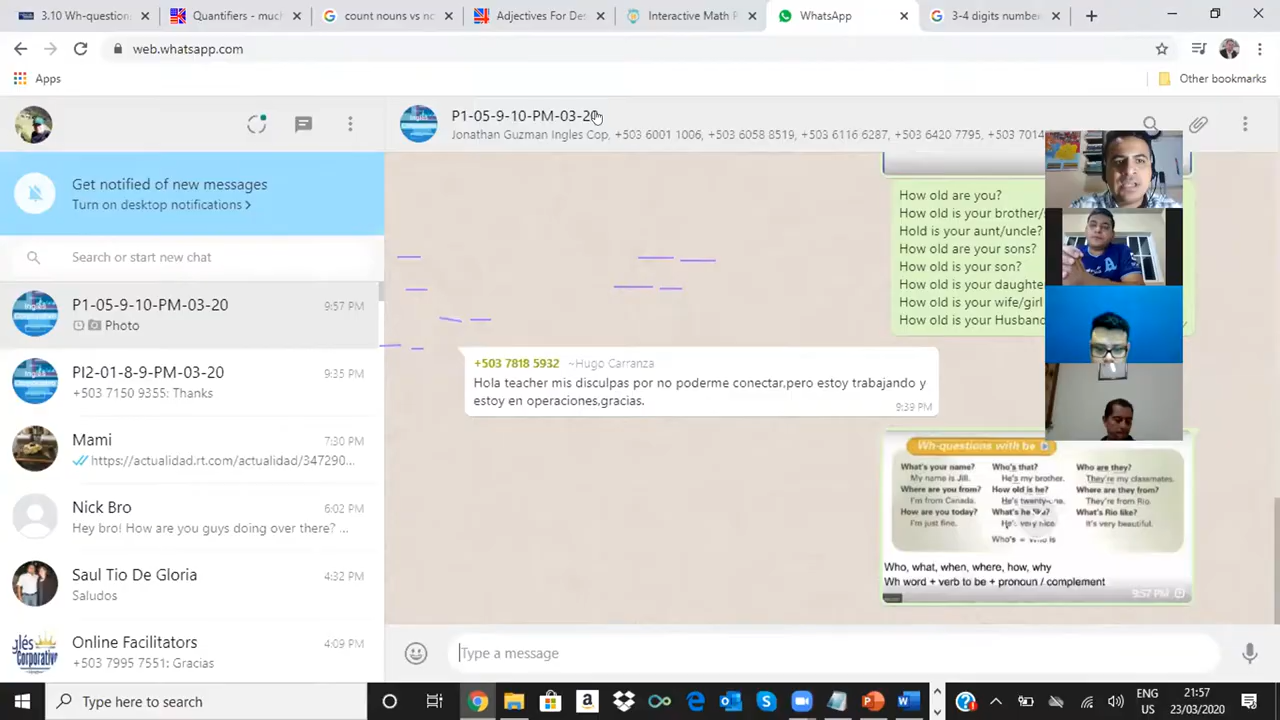 3.10 Wh-question
Quantifiers - muc
count nouns vs nc
Adjectives For De
Interactive Math P
WhatsApp
3-4 digits number
web.whatsapp.com
Apps
Other bookmarks
P1-05-9-10-PM-03-20
Jonathan Guzman Ingles Cop, +503 6001 1006, +503 6058 8519, +503 6116 6287, +503 6420 7795, +503 7014
Get notified of new messages
Turn on desktop notifications >
Search or start new chat
P1-05-9-10-PM-03-20
9:57 PM
Photo
PI2-01-8-9-PM-03-20
9:35 PM
+503 7150 9355: Thanks
Mami
7:30 PM
https://actualidad.rt.com/actualidad/347290...
Nick Bro
6:02 PM
Hey bro! How are you guys doing over there? ...
Saul Tio De Gloria
4:32 PM
Saludos
Online Facilitators
4:09 PM
+503 7995 7551: Gracias
How old are you?
How old is your brother/
Hold is your aunt/uncle?
How old are your sons?
How old is your son?
How old is your daughte
How old is your wife/girl
How old is your Husban
+503 7818 5932 ~Hugo Carranza
Hola teacher mis disculpas por no poderme conectar,pero estoy trabajando y
estoy en operaciones,gracias.
9:39 PM
Wh-questions with be
What's your name?
My name is Jill.
Where are you from?
I'm from Canada.
How are you today?
I'm just fine.
Who's that?
He's my brother.
How old is he?
He's twenty-one.
What's he like?
He's very nice.
Who's = Who is
Who are they?
They're my classmates.
Where are they from?
They're from Rio.
What's Rio like?
It's very beautiful.
Who, what, when, where, how, why
Wh word + verb to be + pronoun / complement
9:57 PM
Type a message
Type here to search
ENG
US
21:57
23/03/2020